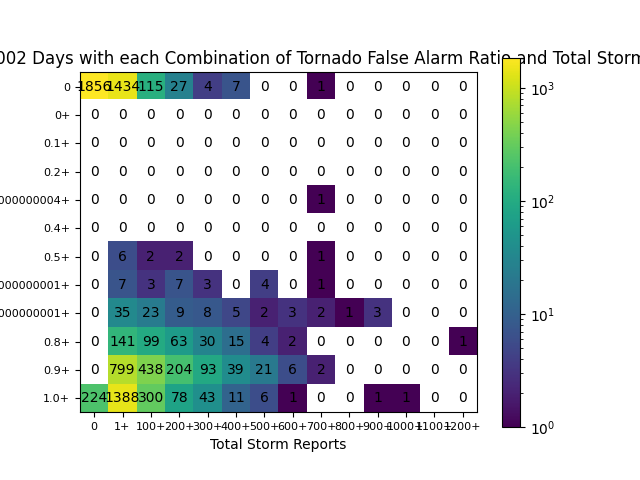 002 Days with each Combination of Tornado False Alarm Ratio and Total Storm
0 1856 1434 115 27 4 7 0 0 1 0 0 0 0 0
0+ 0 0 0 0 0 0 0 0 0 0 0 0 0 0
0.1+ 0 0 0 0 0 0 0 0 0 0 0 0 0 0
0.2+ 0 0 0 0 0 0 0 0 0 0 0 0 0 0
000000004+ 0 0 0 0 0 0 0 0 1 0 0 0 0 0
0.4+ 0 0 0 0 0 0 0 0 0 0 0 0 0 0
0.5+ 0 6 2 2 0 0 0 0 1 0 0 0 0 0
000000001+ 0 7 3 7 3 0 4 0 1 0 0 0 0 0
000000001+ 0 35 23 9 8 5 2 3 2 1 3 0 0 0
0.8+ 0 141 99 63 30 15 4 2 0 0 0 0 0 1
0.9+ 0 799 438 204 93 39 21 6 2 0 0 0 0 0
1.0+ 224 1388 300 78 43 11 6 1 0 0 1 1 0 0
0 1+ 100+ 200+ 300+ 400+ 500+ 600+ 700+ 800+ 900+ 1000+ 1100+ 1200+
Total Storm Reports
10³
10²
10¹
10⁰